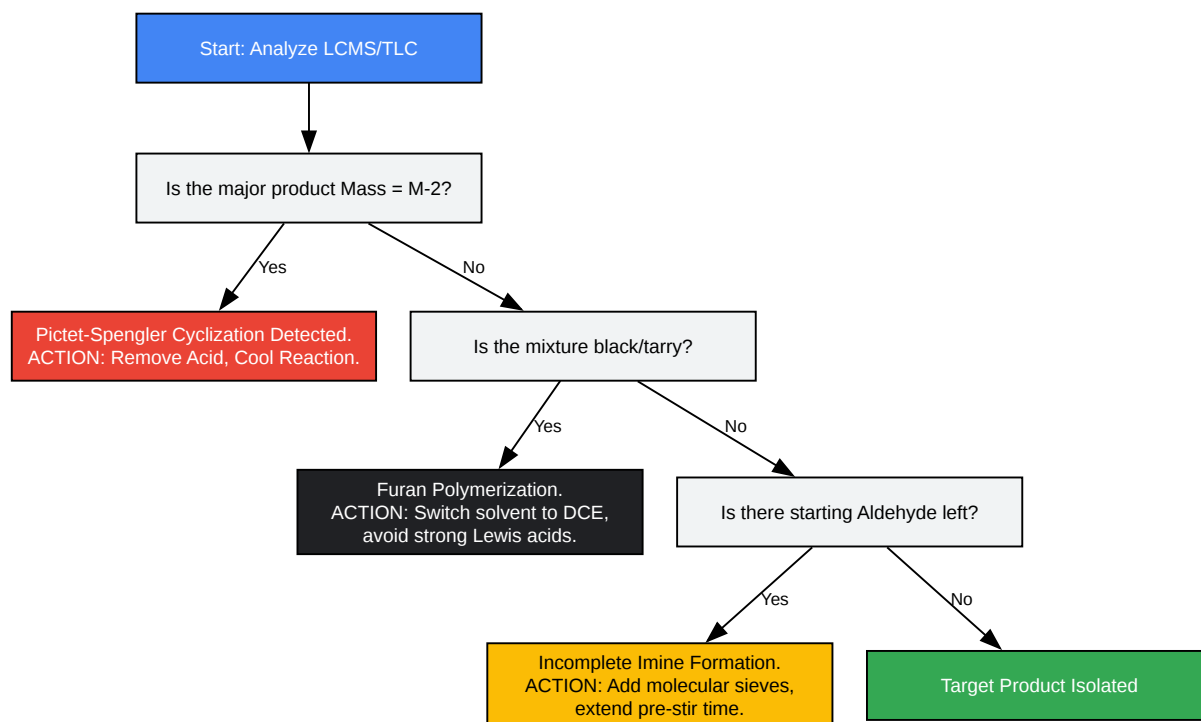 Start: Analyze LCMS/TLC
Is the major product Mass = M-2?
Yes
No
Pictet-Spengler Cyclization Detected.
ACTION: Remove Acid, Cool Reaction.
Is the mixture black/tarry?
Yes
No
Furan Polymerization.
ACTION: Switch solvent to DCE,
avoid strong Lewis acids.
Is there starting Aldehyde left?
Yes
No
Incomplete Imine Formation.
ACTION: Add molecular sieves,
extend pre-stir time.
Target Product Isolated